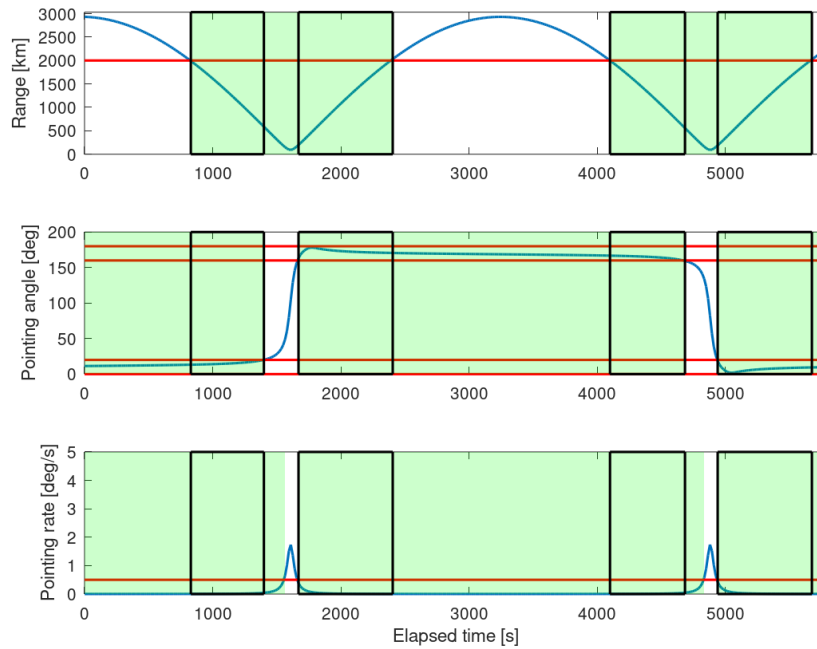 3000
2500
2000
1500
1000
500
0
Range [km]
0 1000 2000 3000 4000 5000
200
150
100
50
0
Pointing angle [deg]
0 1000 2000 3000 4000 5000
5
4
3
2
1
0
Pointing rate [deg/s]
0 1000 2000 3000 4000 5000
Elapsed time [s]